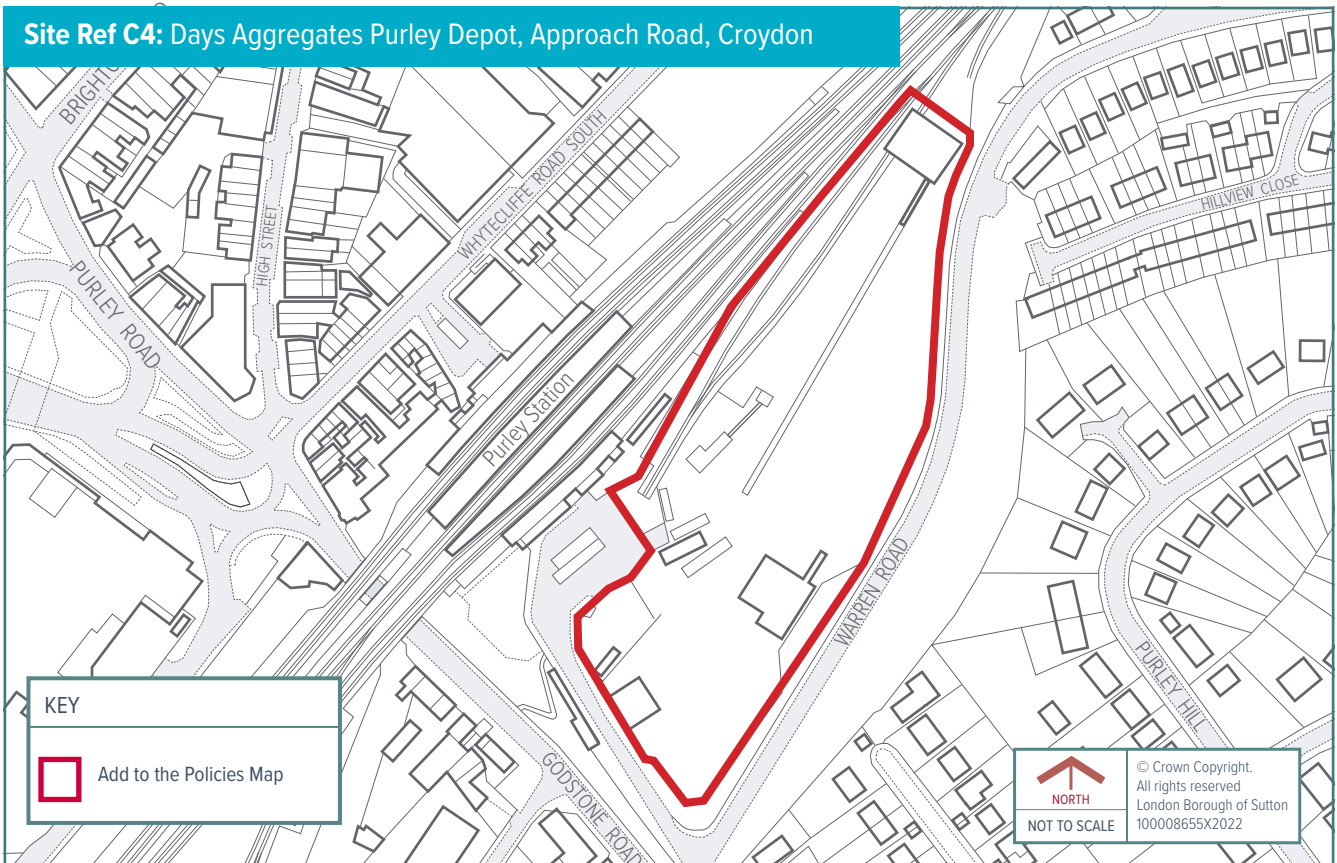 Site Ref C4: Days Aggregates Purley Depot, Approach Road, Croydon
PURLEY ROAD
HIGH STREET
WHYTECLIFFE ROAD SOUTH
Purley Station
HILLVIEW CLOSE
WARREN ROAD
PURLEY HILL
GODSTONE ROAD
KEY
Add to the Policies Map
NORTH
NOT TO SCALE
© Crown Copyright.
All rights reserved
London Borough of Sutton
100008655X2022